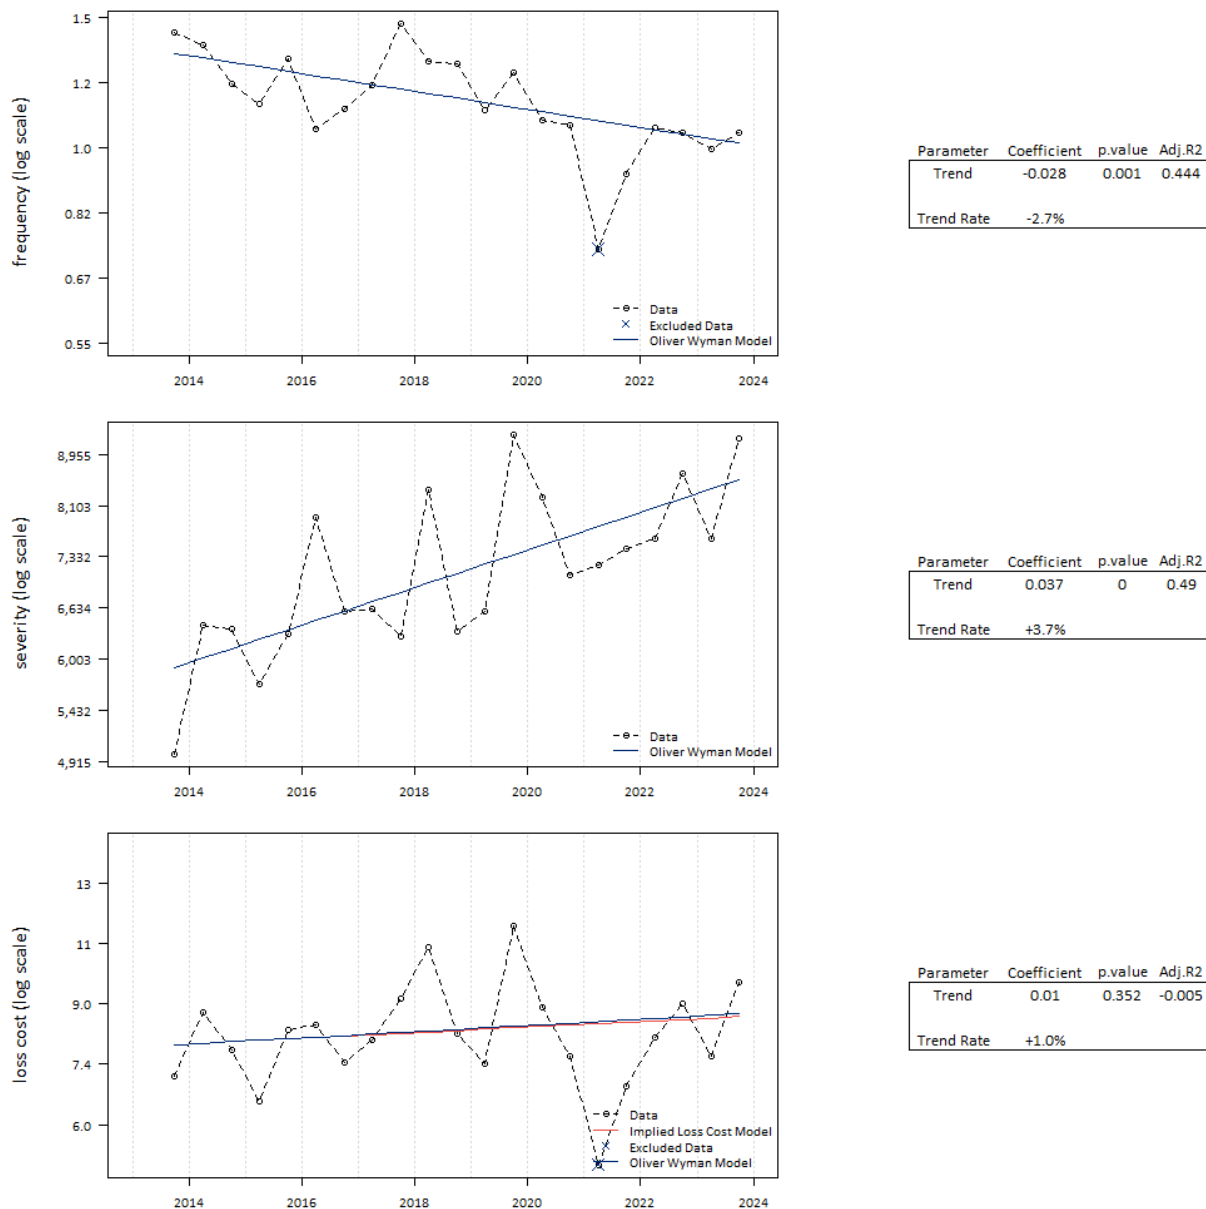 frequency (log scale)
1.5
1.2
1.0
0.82
0.67
0.55
Data
Excluded Data
Oliver Wyman Model
2014 2016 2018 2020 2022 2024
Parameter Coefficient p.value Adj.R2
Trend -0.028 0.001 0.444
Trend Rate -2.7%
severity (log scale)
8,955
8,103
7,332
6,634
6,003
5,432
4,915
Data
Oliver Wyman Model
2014 2016 2018 2020 2022 2024
Parameter Coefficient p.value Adj.R2
Trend 0.037 0 0.49
Trend Rate +3.7%
loss cost (log scale)
13
11
9.0
7.4
6.0
Data
Implied Loss Cost Model
Excluded Data
Oliver Wyman Model
2014 2016 2018 2020 2022 2024
Parameter Coefficient p.value Adj.R2
Trend 0.01 0.352 -0.005
Trend Rate +1.0%